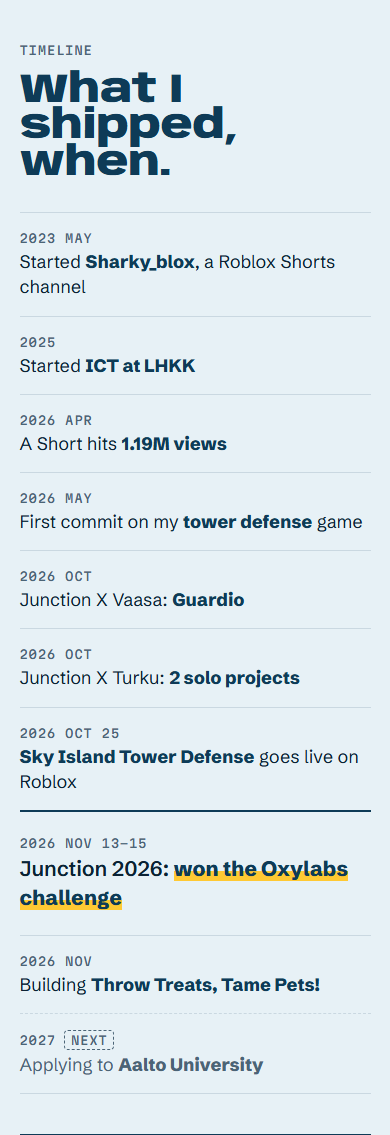 TIMELINE
What I
shipped,
when.
2023 MAY
Started Sharky_blox, a Roblox Shorts
channel
2025
Started ICT at LHKK
2026 APR
A Short hits 1.19M views
2026 MAY
First commit on my tower defense game
2026 OCT
Junction X Vaasa: Guardio
2026 OCT
Junction X Turku: 2 solo projects
2026 OCT 25
Sky Island Tower Defense goes live on
Roblox
2026 NOV 13–15
Junction 2026: won the Oxylabs
challenge
2026 NOV
Building Throw Treats, Tame Pets!
2027 NEXT
Applying to Aalto University